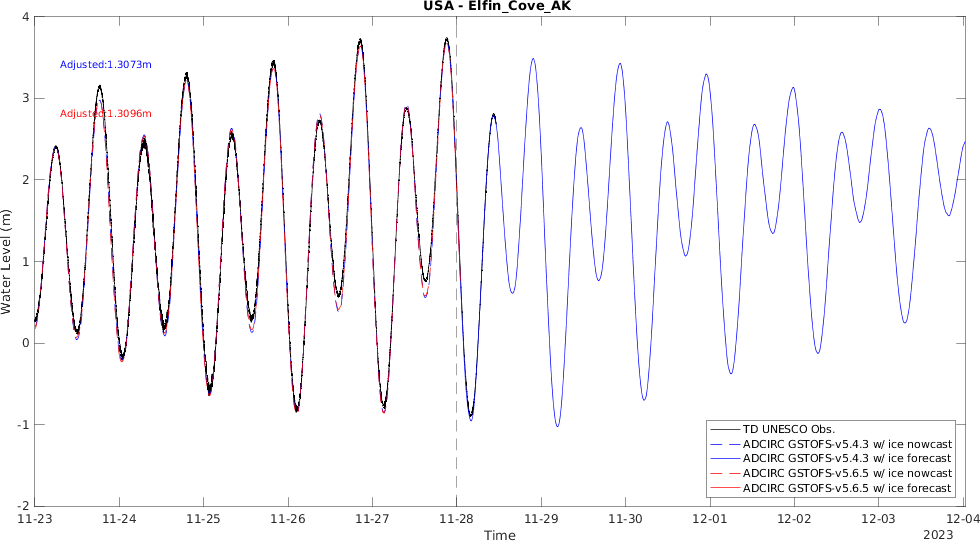 USA - Elfin_Cove_AK
4
3
2
1
0
-1
-2
Water Level (m)
Adjusted:1.3073m
Adjusted:1.3096m
TD UNESCO Obs.
ADCIRC GSTOFS-v5.4.3 w/ ice nowcast
ADCIRC GSTOFS-v5.4.3 w/ ice forecast
ADCIRC GSTOFS-v5.6.5 w/ ice nowcast
ADCIRC GSTOFS-v5.6.5 w/ ice forecast
11-23 11-24 11-25 11-26 11-27 11-28 11-29 11-30 12-01 12-02 12-03 12-04
Time
2023